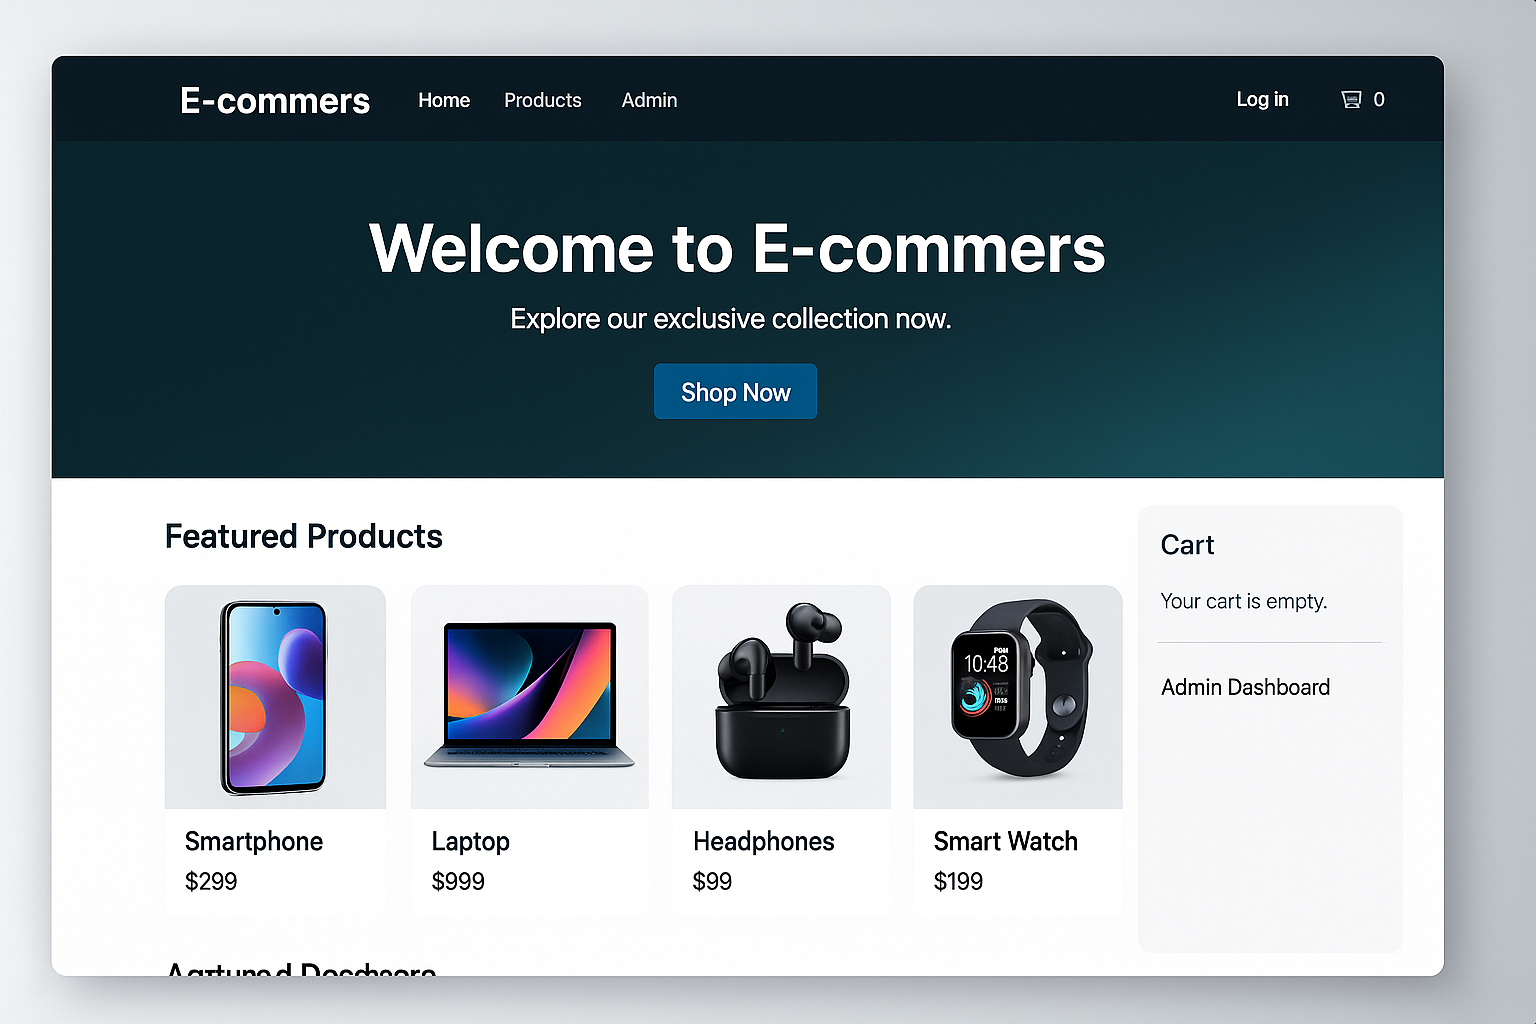 E-commers
Home
Products
Admin
Log in
0
Welcome to E-commers
Explore our exclusive collection now.
Shop Now
Featured Products
Smartphone
$299
Laptop
$999
Headphones
$99
10:48
Smart Watch
$199
Cart
Your cart is empty.
Admin Dashboard